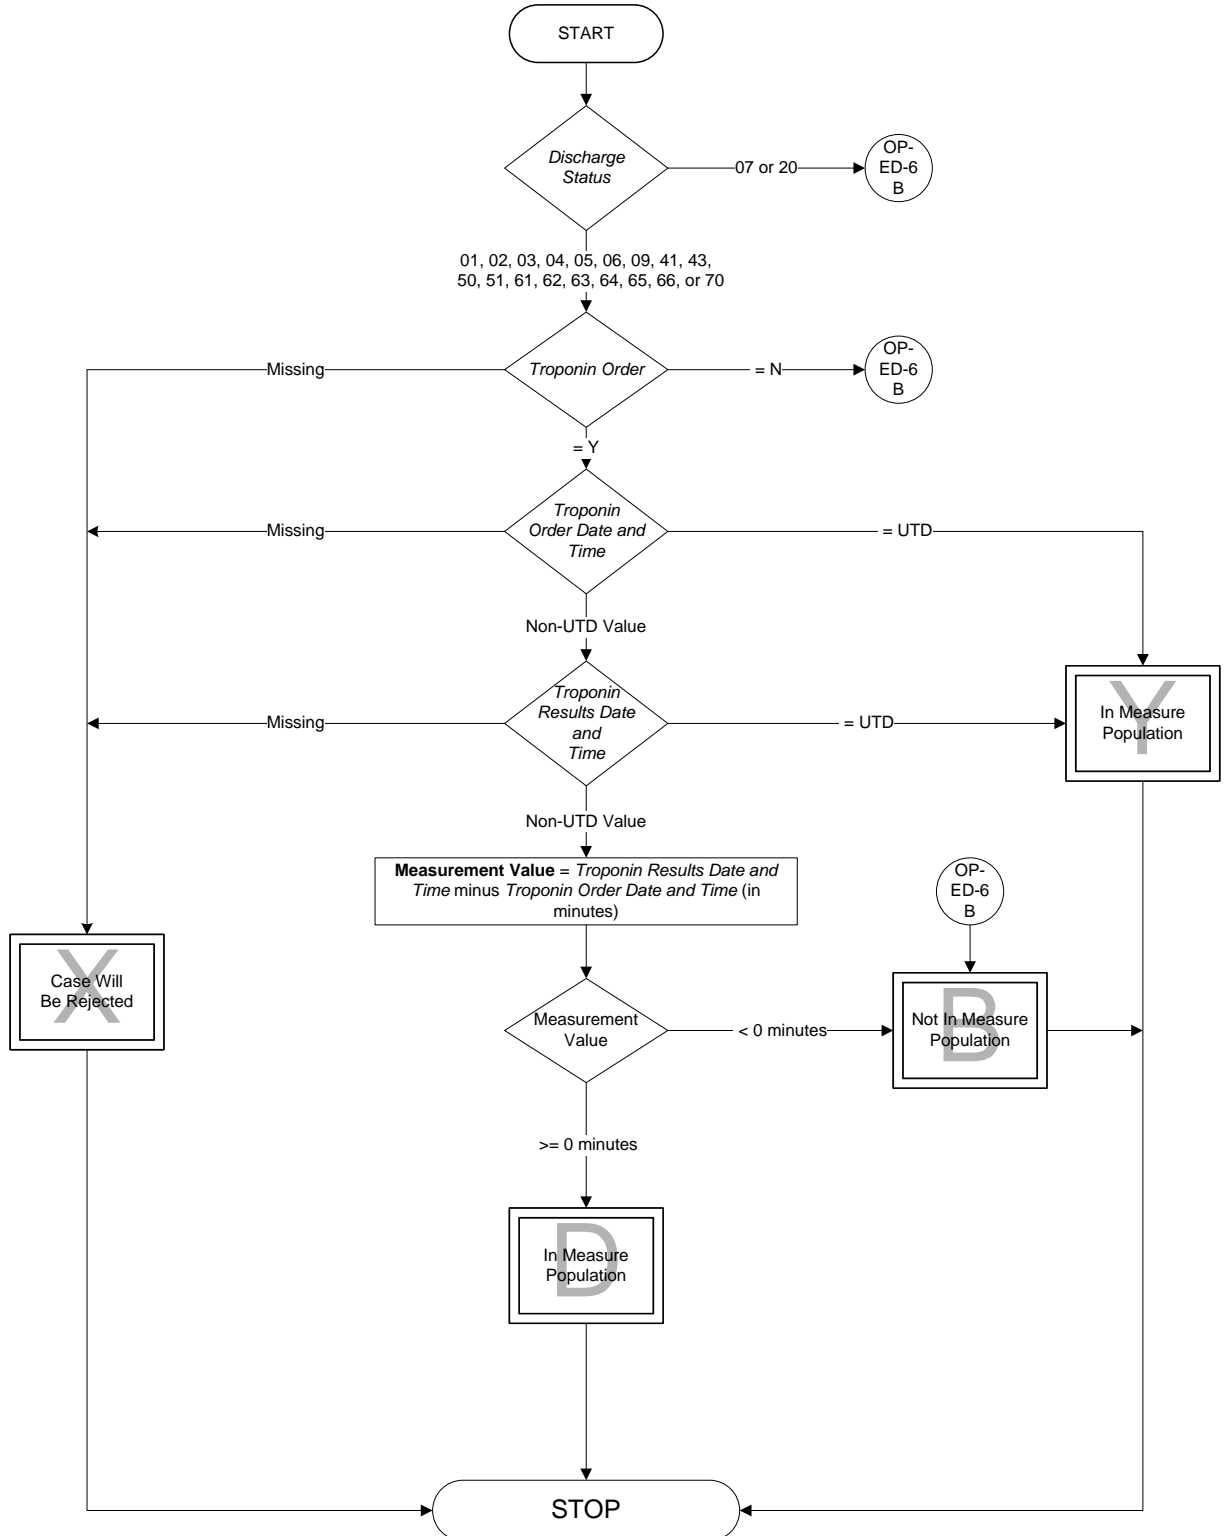 START
Discharge
Status
07 or 20
OP-
ED-6
B
01, 02, 03, 04, 05, 06, 09, 41, 43,
50, 51, 61, 62, 63, 64, 65, 66, or 70
Missing
Troponin Order
= N
OP-
ED-6
B
= Y
Missing
Troponin
Order Date and
Time
= UTD
Non-UTD Value
Missing
Troponin
Results Date
and
Time
= UTD
Y
In Measure
Population
Non-UTD Value
Measurement Value = Troponin Results Date and
Time minus Troponin Order Date and Time (in
minutes)
OP-
ED-6
B
X
Case Will
Be Rejected
Measurement
Value
< 0 minutes
B
Not In Measure
Population
>= 0 minutes
D
In Measure
Population
STOP